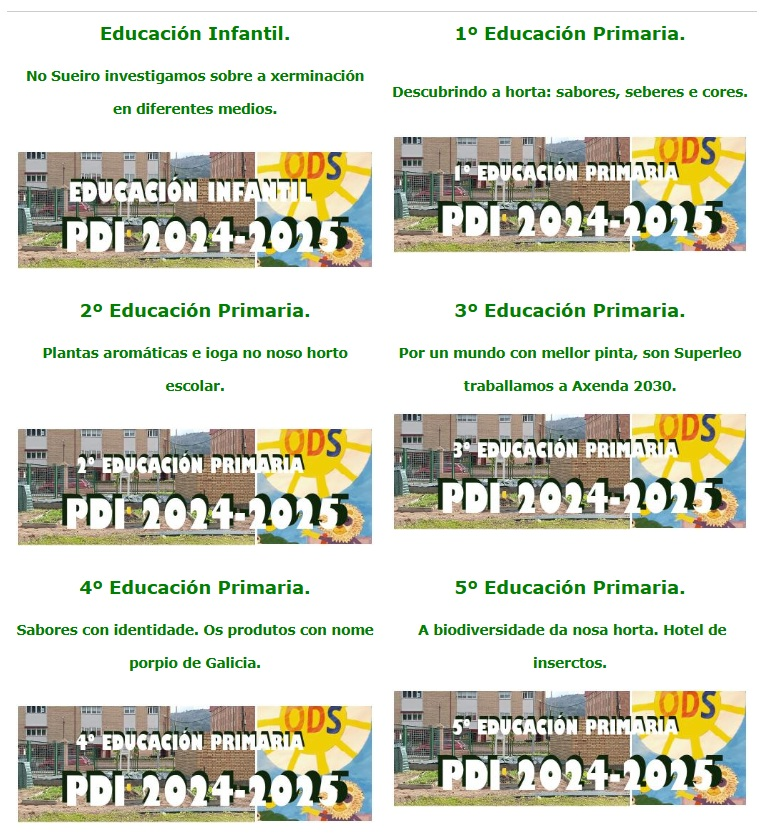 Educación Infantil.
No Sueiro investigamos sobre a xerminación
en diferentes medios.
ODS
EDUCACIÓN INFANTIL
PDI 2024-2025
1º Educación Primaria.
Descubrindo a horta: sabores, seberes e cores.
ODS
1º EDUCACIÓN PRIMARIA
PDI 2024-2025
2º Educación Primaria.
Plantas aromáticas e ioga no noso horto
escolar.
ODS
2º EDUCACIÓN PRIMARIA
PDI 2024-2025
3º Educación Primaria.
Por un mundo con mellor pinta, son Superleo
traballamos a Axenda 2030.
ODS
3º EDUCACIÓN PRIMARIA
PDI 2024-2025
4º Educación Primaria.
Sabores con identidade. Os produtos con nome
porpio de Galicia.
ODS
4º EDUCACIÓN PRIMARIA
PDI 2024-2025
5º Educación Primaria.
A biodiversidade da nosa horta. Hotel de
inserctos.
ODS
5º EDUCACIÓN PRIMARIA
PDI 2024-2025